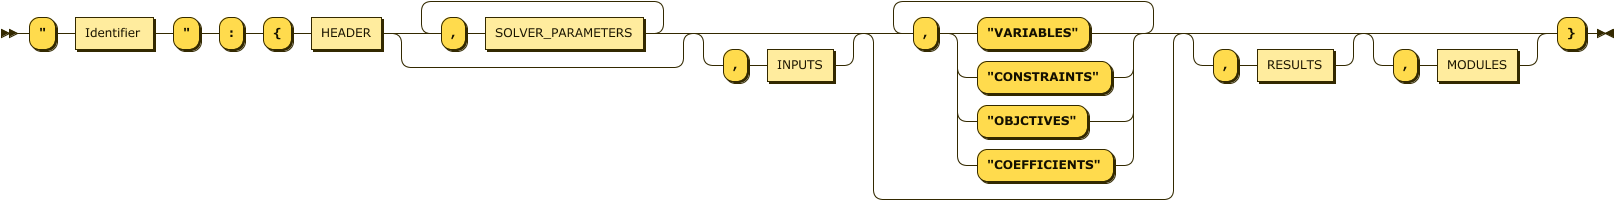 " Identifier " : { HEADER , SOLVER_PARAMETERS , "VARIABLES" }
, INPUTS , RESULTS , MODULES
"CONSTRAINTS"
"OBJCTIVES"
"COEFFICIENTS"